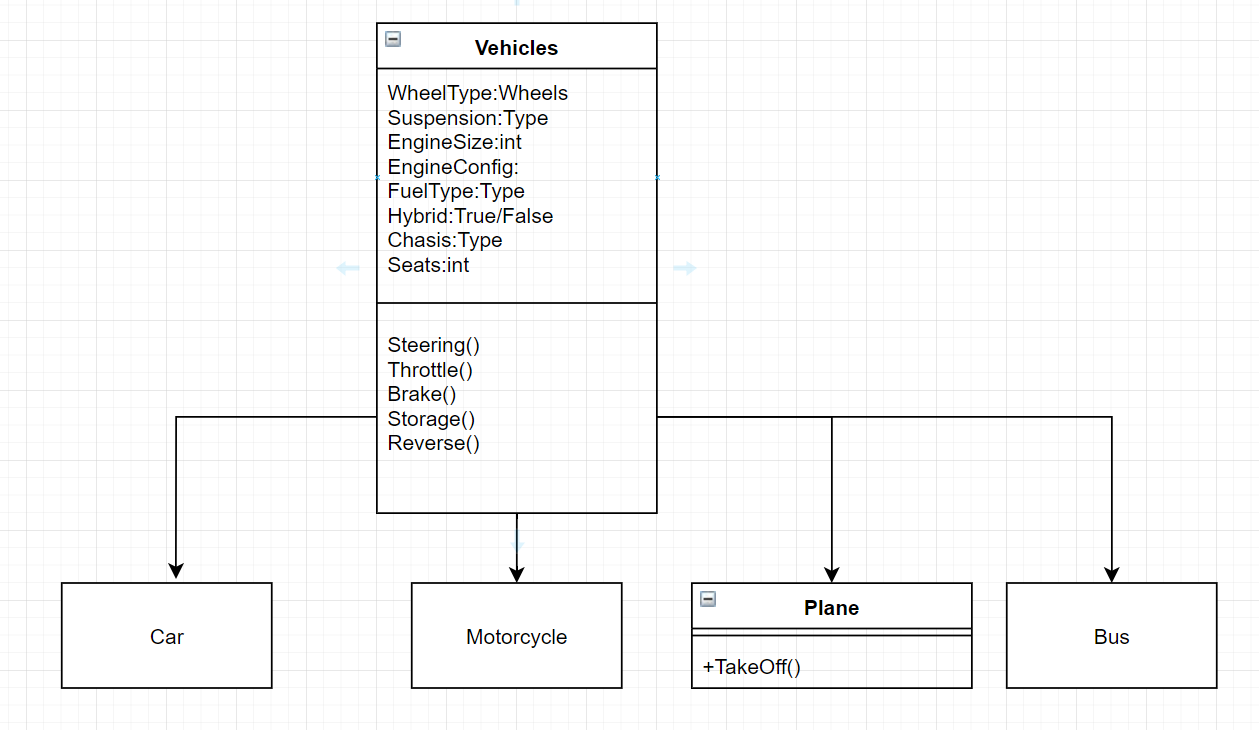 Vehicles
WheelType:Wheels
Suspension:Type
EngineSize:int
EngineConfig:
FuelType:Type
Hybrid:True/False
Chasis:Type
Seats:int
Steering()
Throttle()
Brake()
Storage()
Reverse()
Car
Motorcycle
Plane
+TakeOff()
Bus